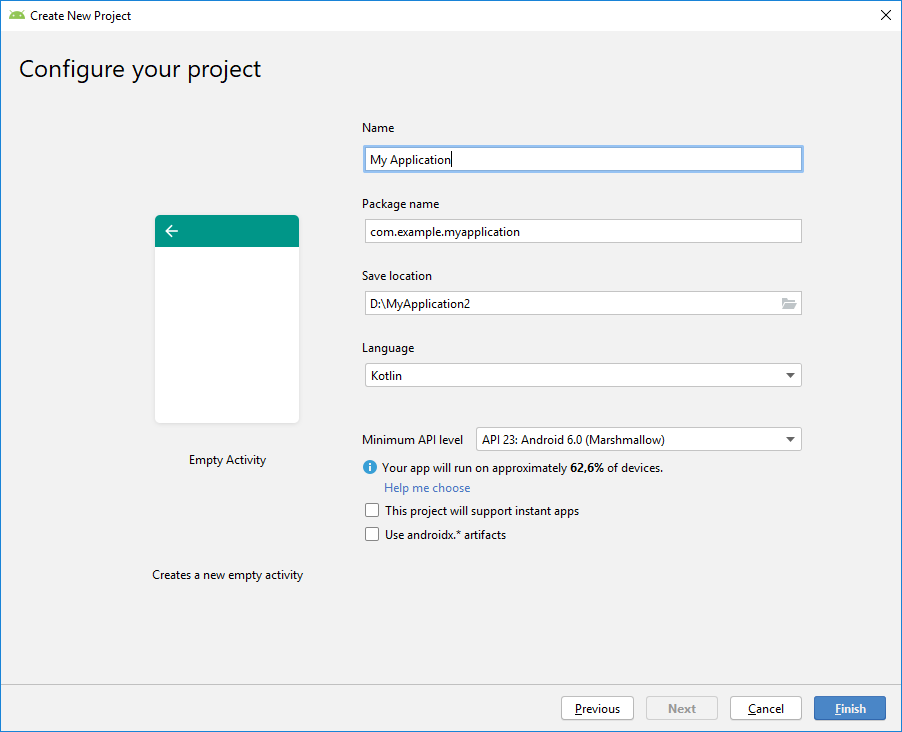 Create New Project
Configure your project
Name
My Application
Package name
com.example.myapplication
Save location
D:\MyApplication2
Language
Kotlin
Empty Activity
Creates a new empty activity
Minimum API level API 23: Android 6.0 (Marshmallow)
Your app will run on approximately 62,6% of devices.
Help me choose
This project will support instant apps
Use androidx.* artifacts
Previous Next Cancel Finish